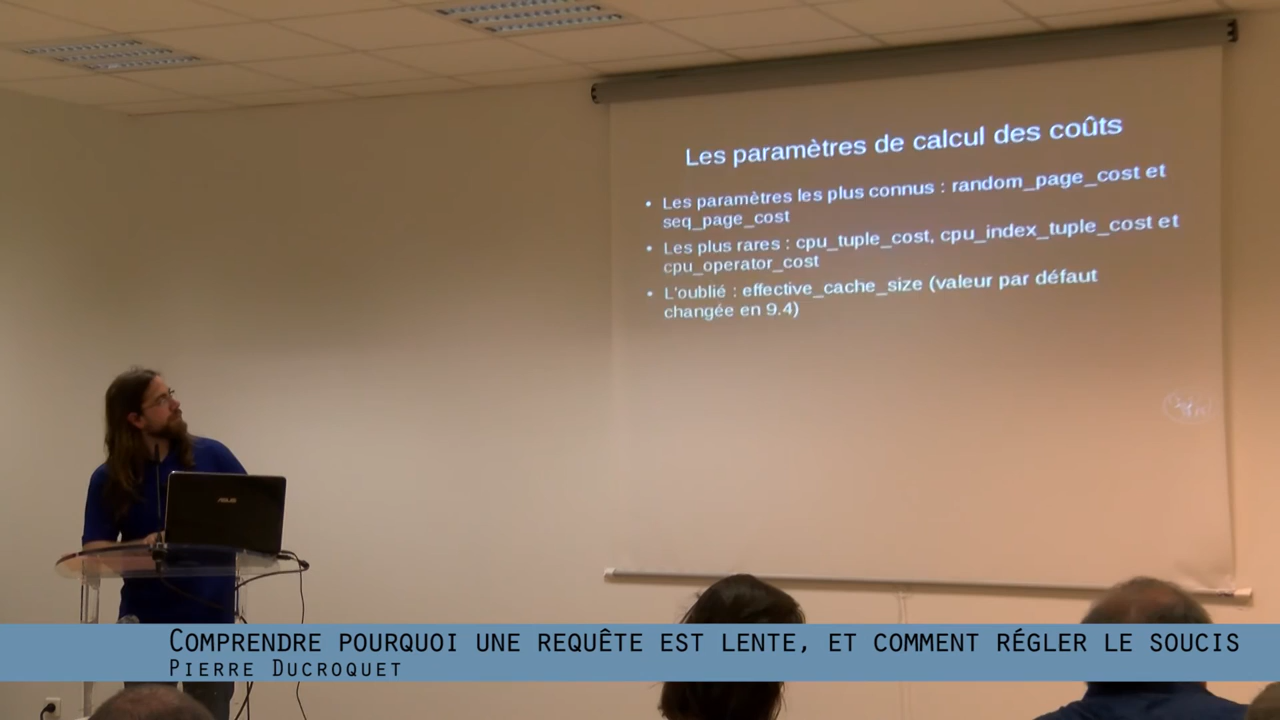 Les paramètres de calcul des coûts
• Les paramètres les plus connus : random_page_cost et
seq_page_cost
• Les plus rares : cpu_tuple_cost, cpu_index_tuple_cost et
cpu_operator_cost
• L'oublié : effective_cache_size (valeur par défaut
changée en 9.4)
ASUS
COMPRENDRE POURQUOI UNE REQUÊTE EST LENTE, ET COMMENT RÉGLER LE SOUCIS
PIERRE DUCROQUET